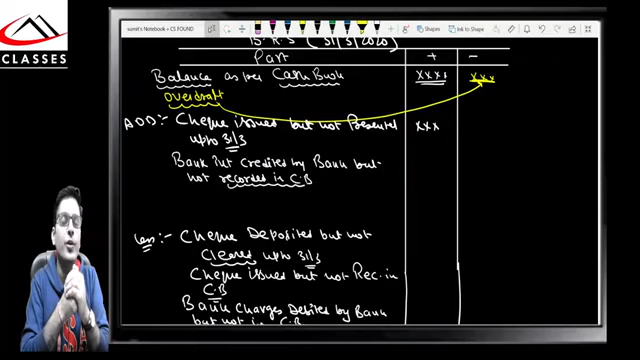 CLASSES
sumit's Notebook • CS FOUND
Ink to Shape
B.R.S (31/3/2020)
Part + -
Balance as per Cash Book xxxx xxx
Overdraft
ADD:- Cheque issued but not Presented xxx
upto 31/3
Bank Int credited by Bank but
not recorded in C.B
Less:- Cheque Deposited but not
Cleared upto 31/3
Cheque issued but not Rec. in
C.B
Bank Charges debited by Bank
but not in C.B